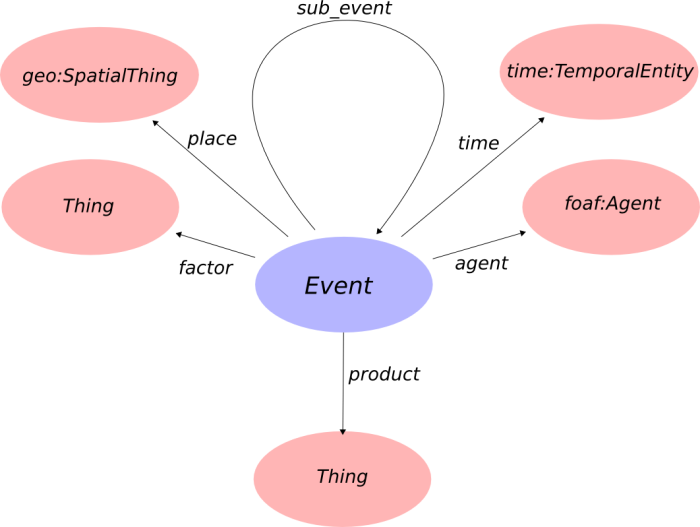 sub_event
geo:SpatialThing
time:TemporalEntity
place
time
Thing
foaf:Agent
factor
agent
Event
product
Thing